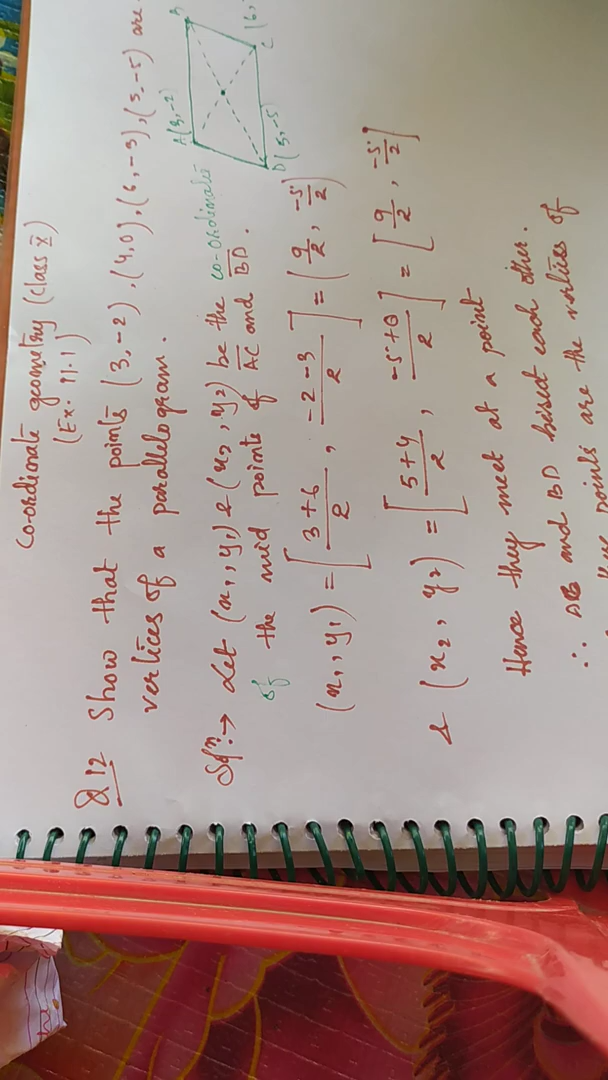 Co-ordinate geometry (class X)
(Ex. 11.1)
Q 12 Show that the points (3, -2), (4, 0), (6, -3), (5, -5) are
vertices of a parallelogram.
A(3, -2)
C (6,
D (5, -5)
Solⁿ:→ Let (x₁, y₁) & (x₂, y₂) be the co-ordinate
of the mid points of AC and BD.
(x₁, y₁) = [ (3+6)/2 , (-2-3)/2 ] = (9/2 , -5/2)
& (x₂, y₂) = [ (5+4)/2 , (-5+0)/2 ] = [ 9/2 , -5/2 ]
Hence they meet at a point
∴ and BD bisect each other.
points are the vertices of